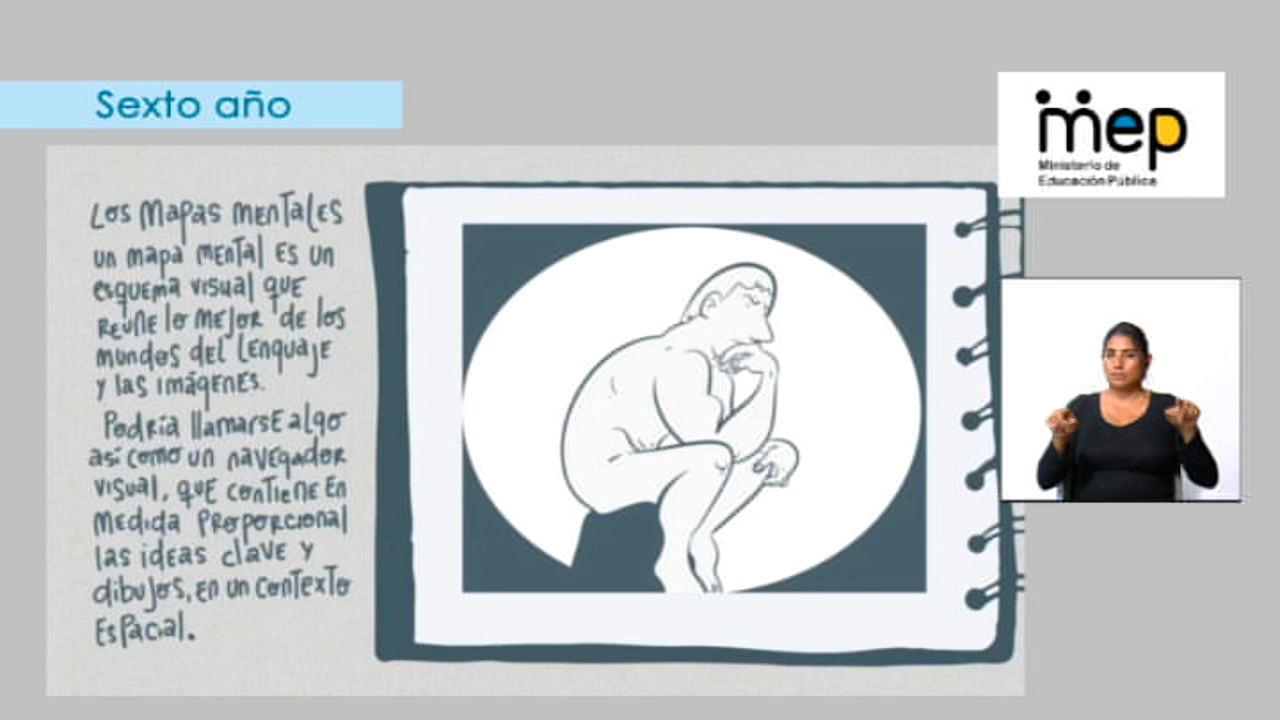 Sexto año
mep
Ministerio de
Educación Pública
Los Mapas mentales
un mapa mental es un
esquema visual que
reúne lo mejor de los
mundos del lenguaje
y las imágenes.
Podría llamarse algo
así como un navegador
visual, que contiene en
medida proporcional
las ideas clave y
dibujos, en un contexto
espacial.